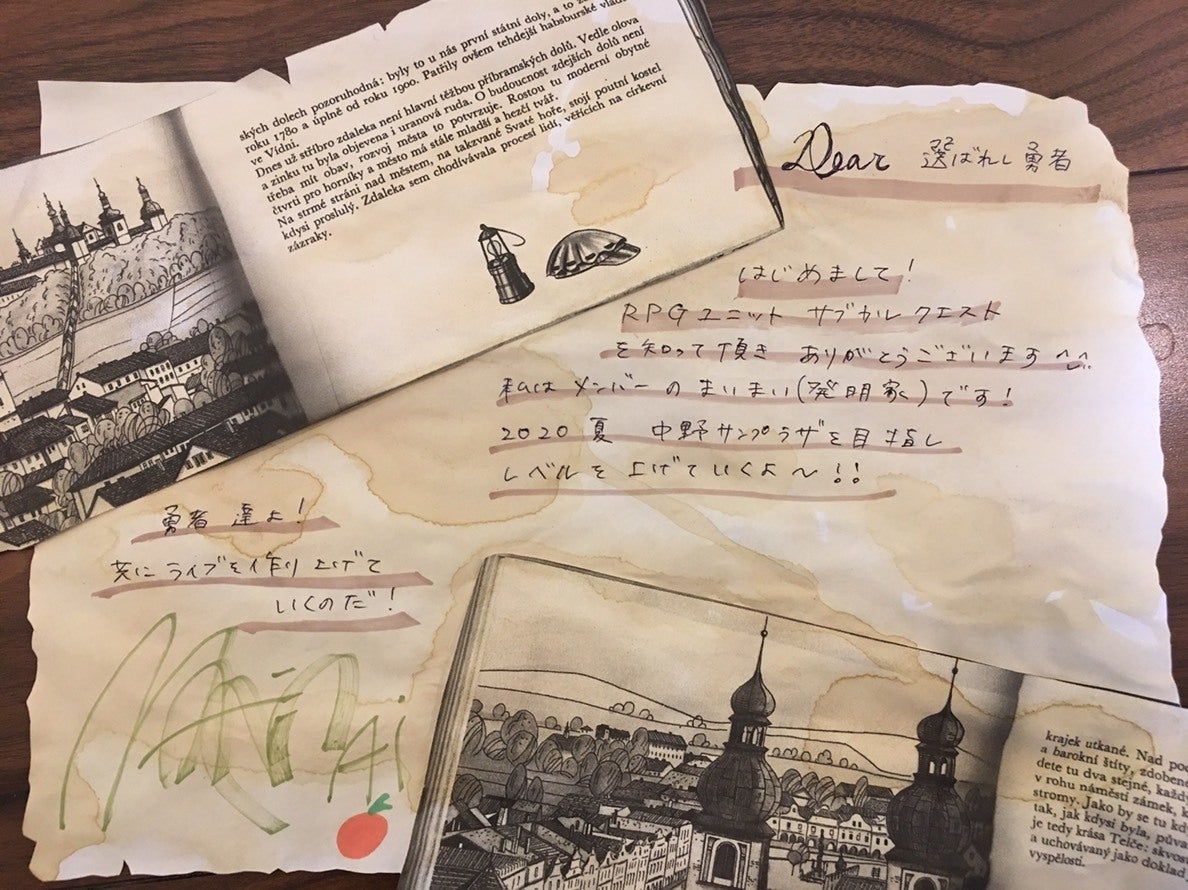 ských dolech pozoruhodná: byly to u nás první státní doly, a to
roku 1780 a úplně od roku 1900. Patřily ovšem tehdejší habsburské
ve Vídni.
Dnes už stříbro zdaleka není hlavní těžbou příbramských dolů. Vedle olova
a zinku tu byla objevena i uranová ruda. O budoucnost zdejších dolů není
třeba mít obav, rozvoj města to potvrzuje. Rostou tu moderní obytné
čtvrti pro horníky a město má stále mladší a hezčí tvář.
Na strmé stráni nad městem, na takzvané Svaté hoře, stojí poutní kostel
kdysi proslulý. Zdaleka sem chodívávala procesí lidí, věřících na církevní
zázraky.
Dear 選ばれし勇者
はじめまして!
RPGユニット サブカルクエスト
を知って頂き ありがとうございます^^
私はメンバーのまいまい(発明家)です!
2020 夏 中野サンプラザを目指し
レベルを上げていくよ〜!!
勇者達よ!
共にライブを作り上げて
いくのだ!
MAiMAi
krajek utkané. Nad
a barokní štíty, zdobené
dete tu dva stejné,
v rohu náměstí zámek,
stromy. Jako by se tu
tak, jak kdysi byla,
je tedy krása Telče:
a uchovávaný jako doklad
vyspělosti.